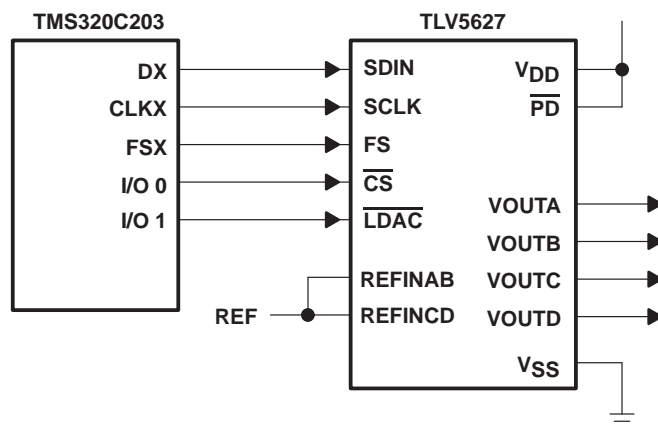 TMS320C203
DX
CLKX
FSX
I/O 0
I/O 1
REF
TLV5627
SDIN
SCLK
FS
CS
LDAC
REFINAB
REFINCD
VDD
PD
VOUTA
VOUTB
VOUTC
VOUTD
VSS